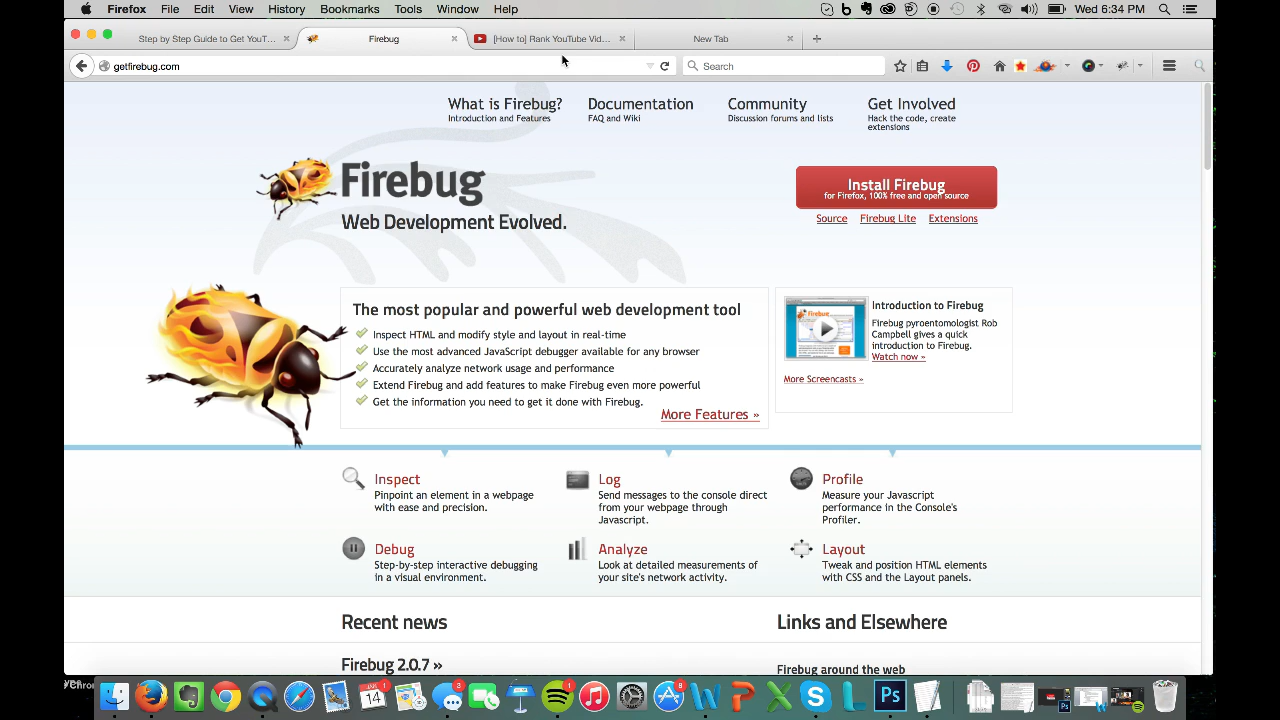 Firefox File Edit View History Bookmarks Tools Window Help Wed 6:34 PM
Step by Step Guide to Get YouT... Firebug [How to] Rank YouTube Vid... New Tab
getfirebug.com Search
What is Firebug?
Introduction and Features
Documentation
FAQ and Wiki
Community
Discussion forums and lists
Get Involved
Hack the code, create
extensions
Firebug
Web Development Evolved.
Install Firebug
for Firefox, 100% free and open source
Source Firebug Lite Extensions
The most popular and powerful web development tool
Inspect HTML and modify style and layout in real-time
Use the most advanced JavaScript debugger available for any browser
Accurately analyze network usage and performance
Extend Firebug and add features to make Firebug even more powerful
Get the information you need to get it done with Firebug.
More Features »
Firebug
Introduction to Firebug
Firebug pyroentomologist Rob
Campbell gives a quick
introduction to Firebug.
Watch now »
More Screencasts »
Inspect
Pinpoint an element in a webpage
with ease and precision.
Log
Send messages to the console direct
from your webpage through
Javascript.
Profile
Measure your Javascript
performance in the Console's
Profiler.
Debug
Step-by-step interactive debugging
in a visual environment.
Analyze
Look at detailed measurements of
your site's network activity.
Layout
Tweak and position HTML elements
with CSS and the Layout panels.
Recent news
Links and Elsewhere
Firebug 2.0.7 »
Firebug around the web
14
1
3
1
8
Ps